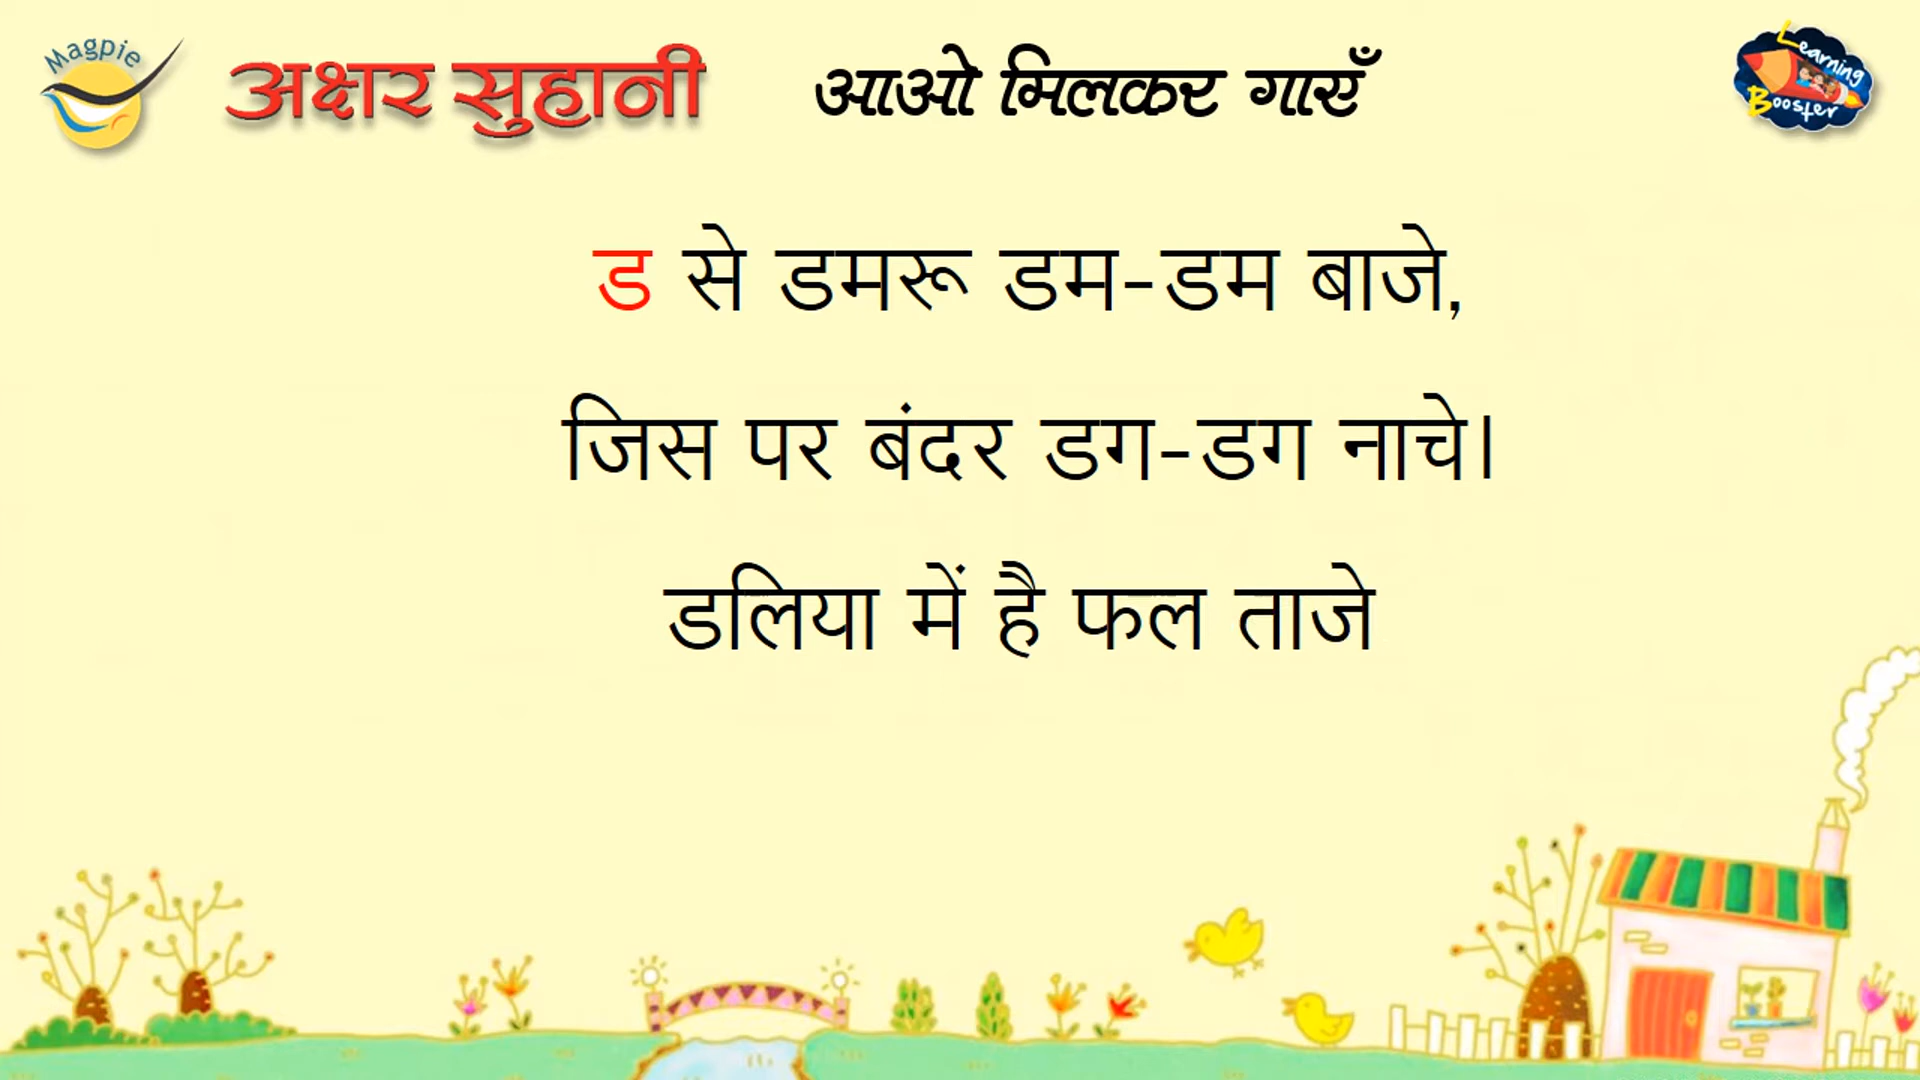 Magpie
अक्षर सुहानी
आओ मिलकर गाएँ
Learning
Booster
ड से डमरू डम-डम बाजे,
जिस पर बंदर डग-डग नाचे।
डलिया में है फल ताजे